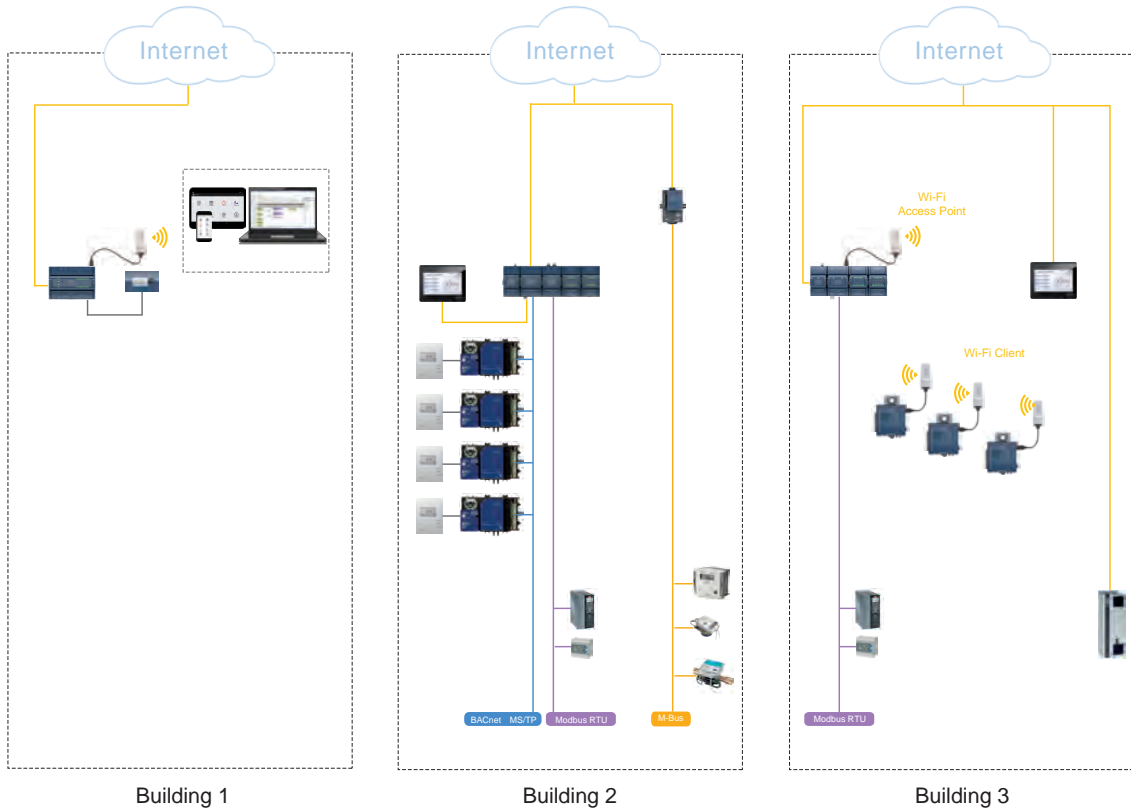 Internet
Internet
Internet
Wi-Fi
Access Point
Wi-Fi Client
BACnet MS/TP
Modbus RTU
M-Bus
Modbus RTU
Building 1
Building 2
Building 3